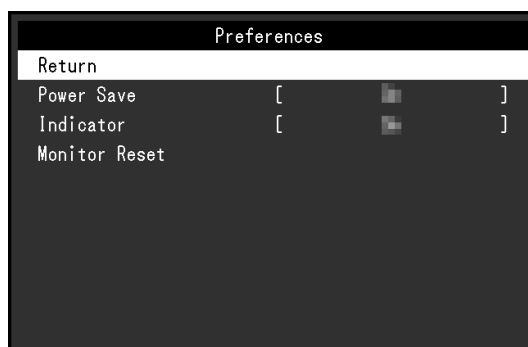 Preferences
Return
Power Save [ ]
Indicator [ ]
Monitor Reset